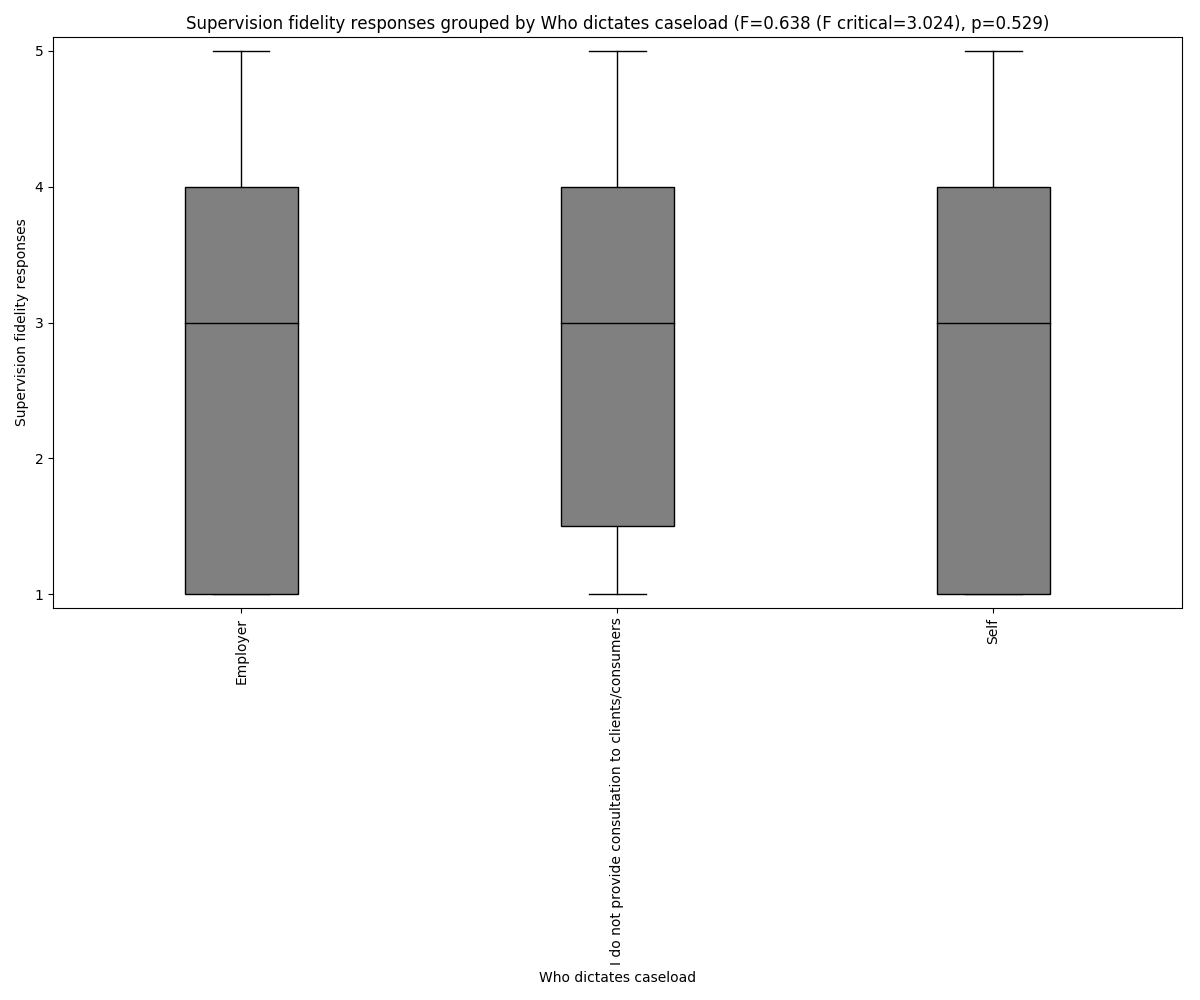 Supervision fidelity responses grouped by Who dictates caseload (F=0.638 (F critical=3.024), p=0.529)
Supervision fidelity responses
5
4
3
2
1
Employer
I do not provide consultation to clients/consumers
Self
Who dictates caseload